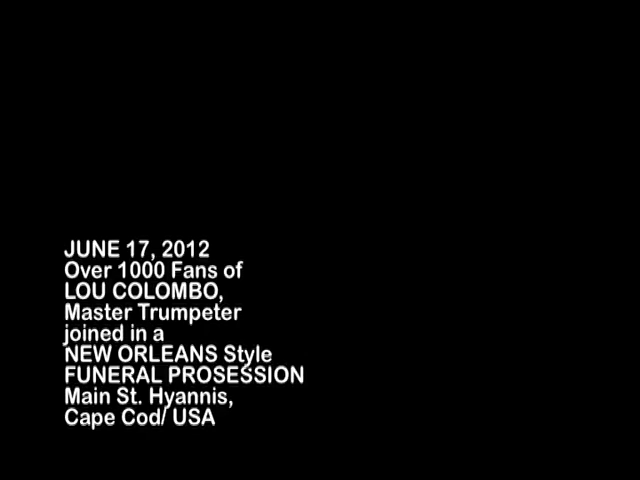 JUNE 17, 2012
Over 1000 Fans of
LOU COLOMBO,
Master Trumpeter
joined in a
NEW ORLEANS Style
FUNERAL PROSESSION
Main St. Hyannis,
Cape Cod/ USA